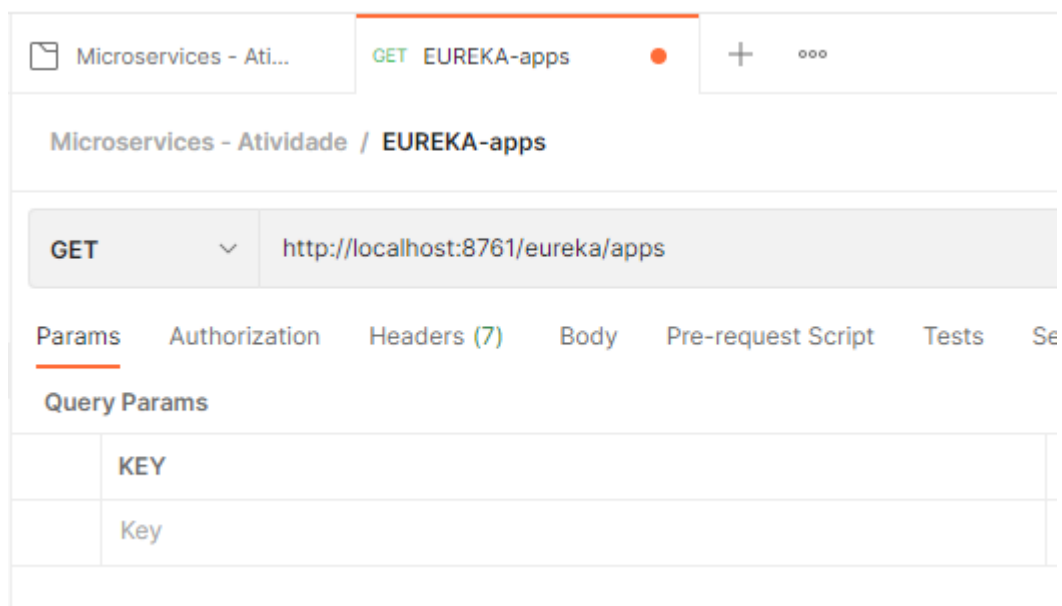 Microservices - Ati... GET EUREKA-apps
Microservices - Atividade / EUREKA-apps
GET http://localhost:8761/eureka/apps
Params Authorization Headers (7) Body Pre-request Script Tests Se
Query Params
KEY
Key